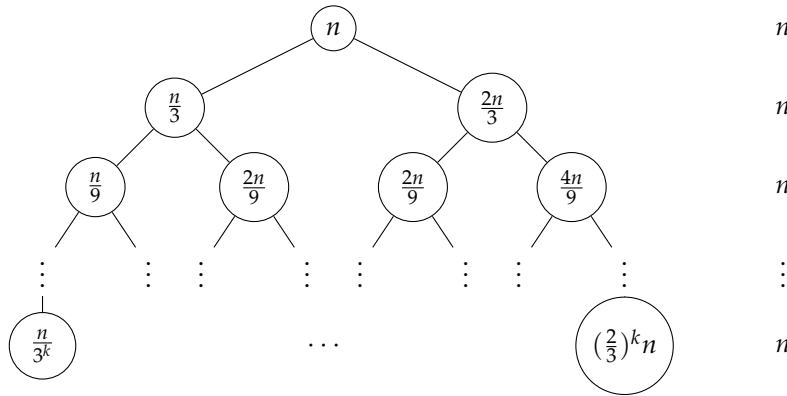 n n
n/3 2n/3 n
n/9 2n/9 2n/9 4n/9 n
⋮ ⋮ ⋮ ⋮ ⋮ ⋮ ⋮ ⋮ ⋮
n/3^k ⋯ (2/3)^k n n